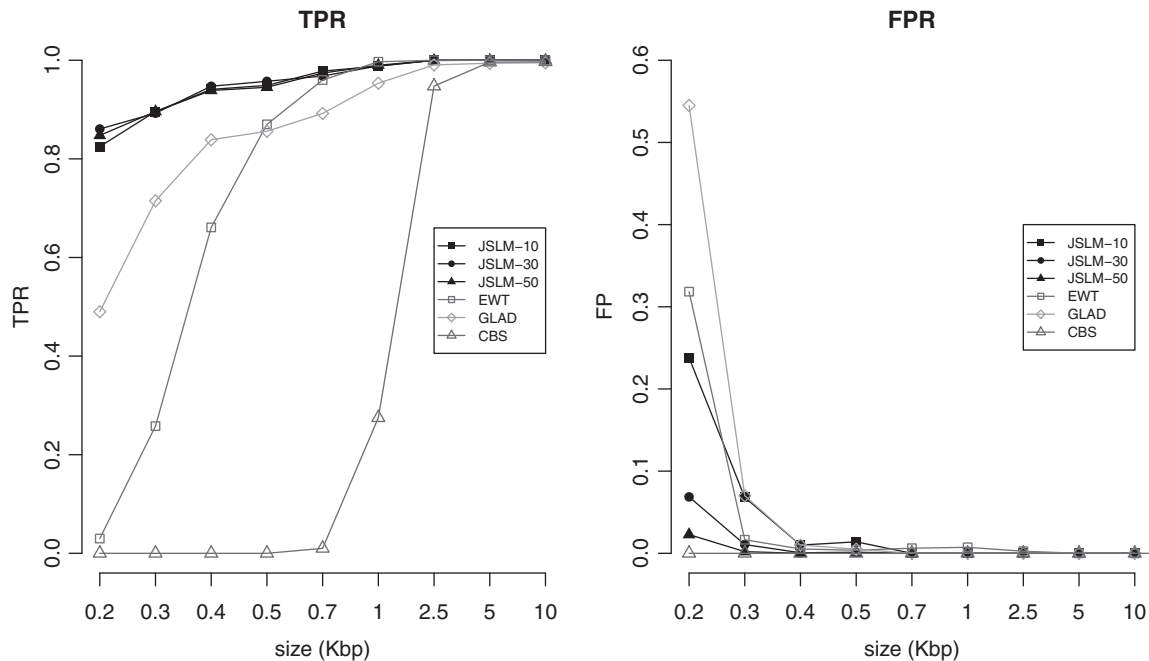 TPR
1.0
0.8
0.6
0.4
0.2
0.0
TPR
0.2 0.3 0.4 0.5 0.7 1 2.5 5 10
size (Kbp)
JSLM−10
JSLM−30
JSLM−50
EWT
GLAD
CBS
FPR
0.6
0.5
0.4
0.3
0.2
0.1
0.0
FP
0.2 0.3 0.4 0.5 0.7 1 2.5 5 10
size (Kbp)
JSLM−10
JSLM−30
JSLM−50
EWT
GLAD
CBS